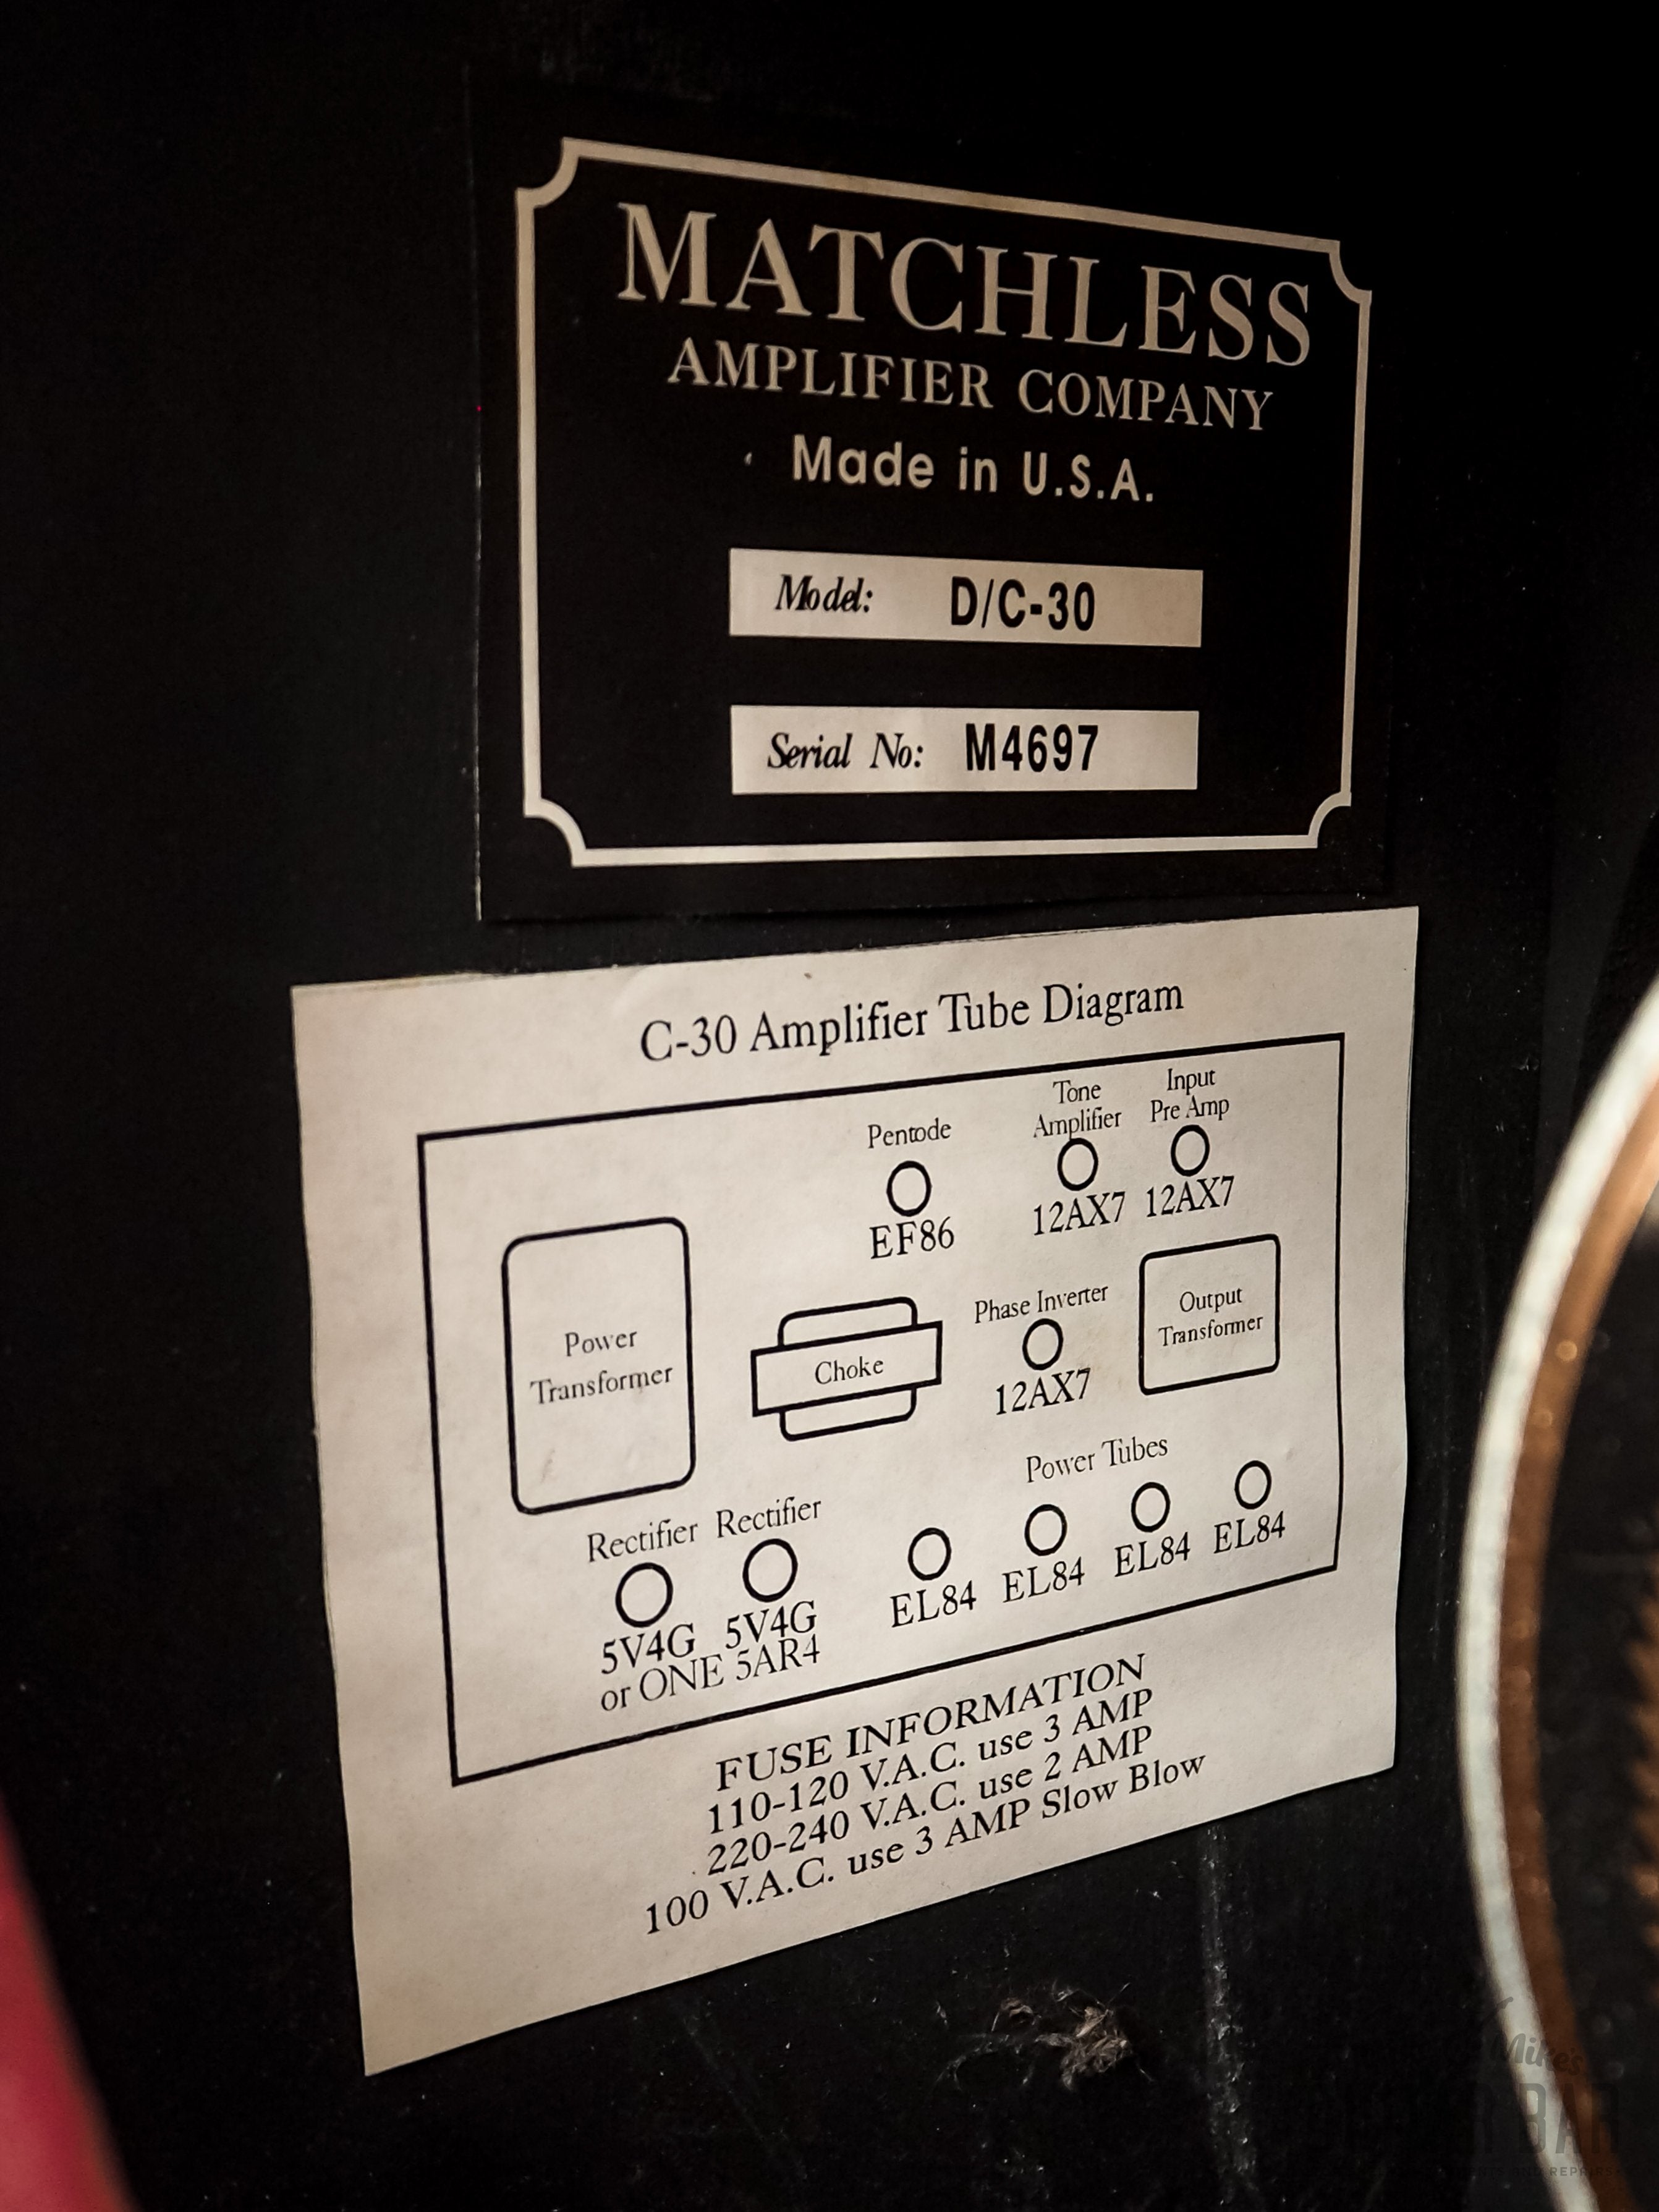 MATCHLESS
AMPLIFIER COMPANY
Made in U.S.A.
Model: D/C-30
Serial No: M4697
C-30 Amplifier Tube Diagram
Pentode
EF86
Tone
Amplifier
12AX7
Input
Pre Amp
12AX7
Power
Transformer
Choke
Phase Inverter
12AX7
Output
Transformer
Power Tubes
EL84 EL84 EL84 EL84
Rectifier Rectifier
5V4G 5V4G
or ONE 5AR4
FUSE INFORMATION
110-120 V.A.C. use 3 AMP
220-240 V.A.C. use 2 AMP
100 V.A.C. use 3 AMP Slow Blow
Mike's
BAR
REPAIRS